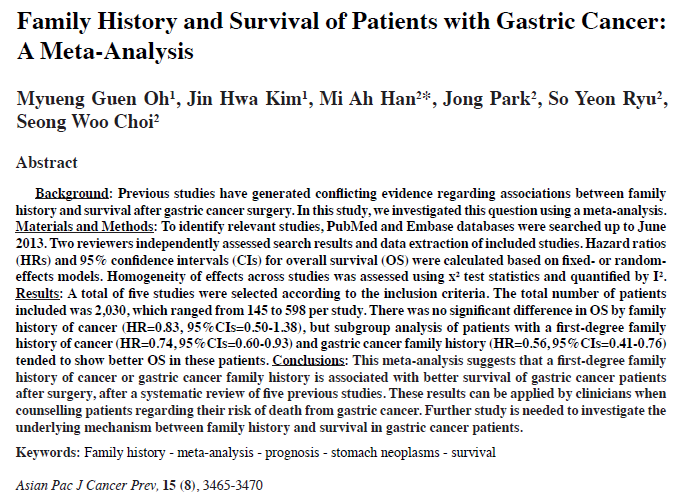 Family History and Survival of Patients with Gastric Cancer:
A Meta-Analysis
Myueng Guen Oh¹, Jin Hwa Kim¹, Mi Ah Han²*, Jong Park², So Yeon Ryu²,
Seong Woo Choi²
Abstract
Background: Previous studies have generated conflicting evidence regarding associations between family
history and survival after gastric cancer surgery. In this study, we investigated this question using a meta-analysis.
Materials and Methods: To identify relevant studies, PubMed and Embase databases were searched up to June
2013. Two reviewers independently assessed search results and data extraction of included studies. Hazard ratios
(HRs) and 95% confidence intervals (CIs) for overall survival (OS) were calculated based on fixed- or random-
effects models. Homogeneity of effects across studies was assessed using x² test statistics and quantified by I².
Results: A total of five studies were selected according to the inclusion criteria. The total number of patients
included was 2,030, which ranged from 145 to 598 per study. There was no significant difference in OS by family
history of cancer (HR=0.83, 95%CIs=0.50-1.38), but subgroup analysis of patients with a first-degree family
history of cancer (HR=0.74, 95%CIs=0.60-0.93) and gastric cancer family history (HR=0.56, 95%CIs=0.41-0.76)
tended to show better OS in these patients. Conclusions: This meta-analysis suggests that a first-degree family
history of cancer or gastric cancer family history is associated with better survival of gastric cancer patients
after surgery, after a systematic review of five previous studies. These results can be applied by clinicians when
counselling patients regarding their risk of death from gastric cancer. Further study is needed to investigate the
underlying mechanism between family history and survival in gastric cancer patients.
Keywords: Family history - meta-analysis - prognosis - stomach neoplasms - survival
Asian Pac J Cancer Prev, 15 (8), 3465-3470